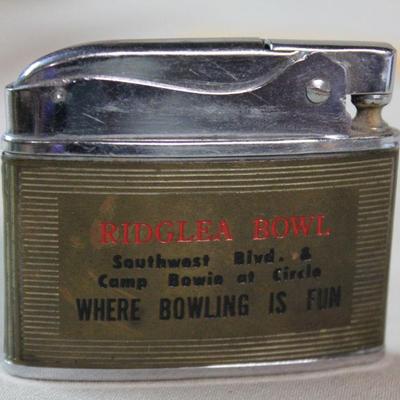 RIDGLEA BOWL
Southwest Blvd. &
Camp Bowie at Circle
WHERE BOWLING IS FUN